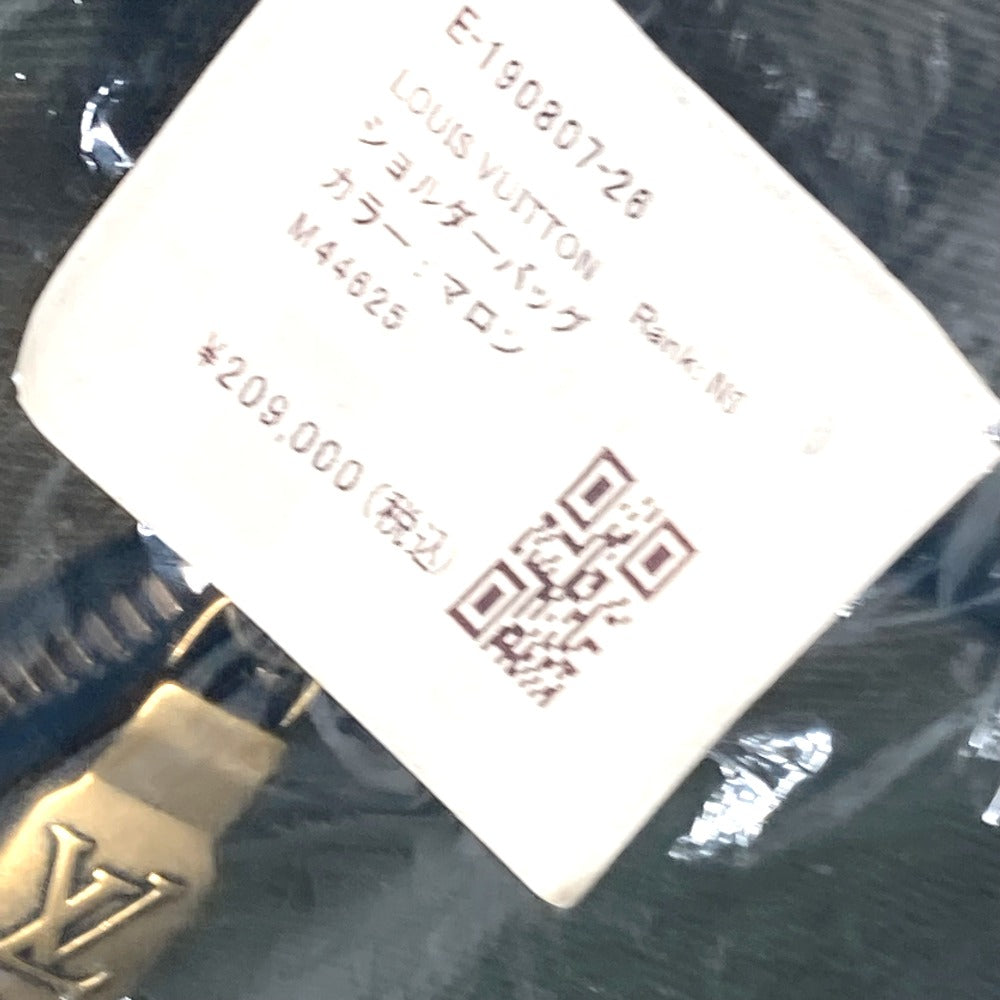 E-190807-26
LOUIS VUITTON
ショルダーバッグ
カラー：マロン
M44625
Rank:
¥209,000(税込)
LV